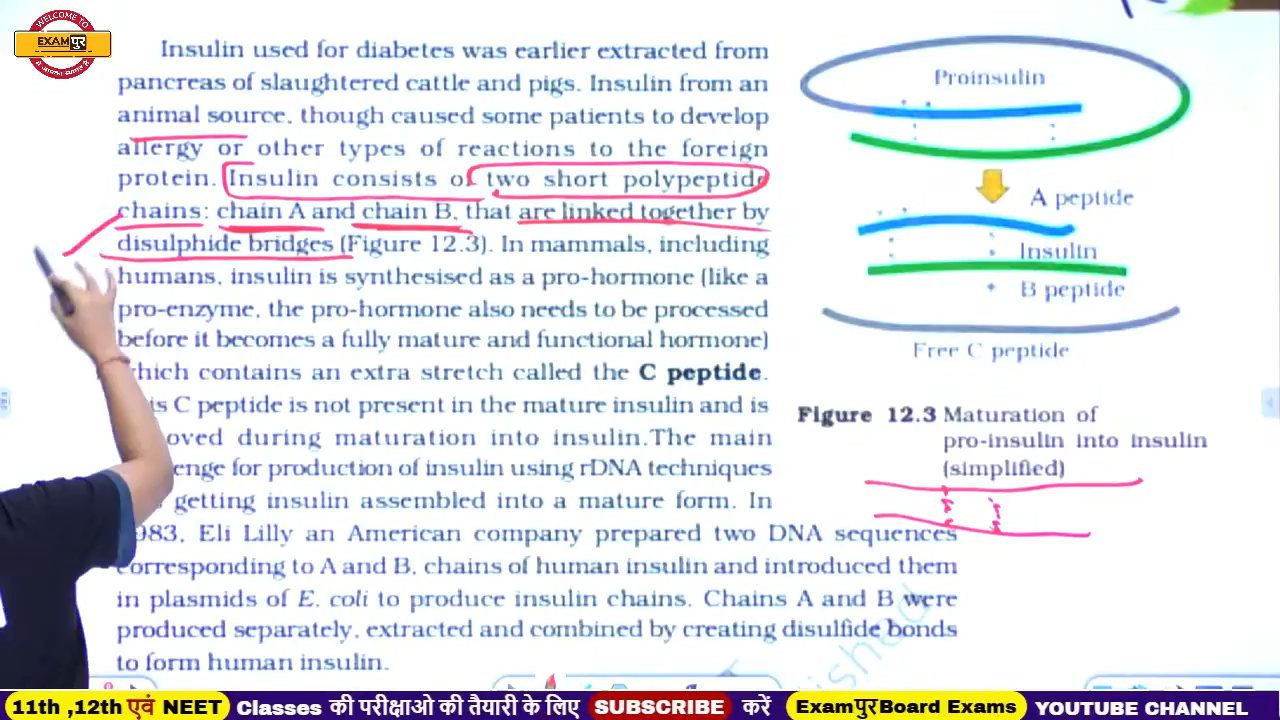 WELCOME TO
EXAMपुर
Insulin used for diabetes was earlier extracted from
pancreas of slaughtered cattle and pigs. Insulin from an
animal source, though caused some patients to develop
allergy or other types of reactions to the foreign
protein. Insulin consists of two short polypeptide
chains: chain A and chain B, that are linked together by
disulphide bridges (Figure 12.3). In mammals, including
humans, insulin is synthesised as a pro-hormone (like a
pro-enzyme, the pro-hormone also needs to be processed
before it becomes a fully mature and functional hormone)
hich contains an extra stretch called the C peptide.
is C peptide is not present in the mature insulin and is
oved during maturation into insulin.The main
enge for production of insulin using rDNA techniques
getting insulin assembled into a mature form. In
983, Eli Lilly an American company prepared two DNA sequences
corresponding to A and B, chains of human insulin and introduced them
in plasmids of E. coli to produce insulin chains. Chains A and B were
produced separately, extracted and combined by creating disulfide bonds
to form human insulin.
Proinsulin
A peptide
Insulin
B peptide
Free C peptide
Figure 12.3 Maturation of
pro-insulin into insulin
(simplified)
11th ,12th एवं NEET Classes की परीक्षाओ की तैयारी के लिए SUBSCRIBE करें Examपुर Board Exams YOUTUBE CHANNEL